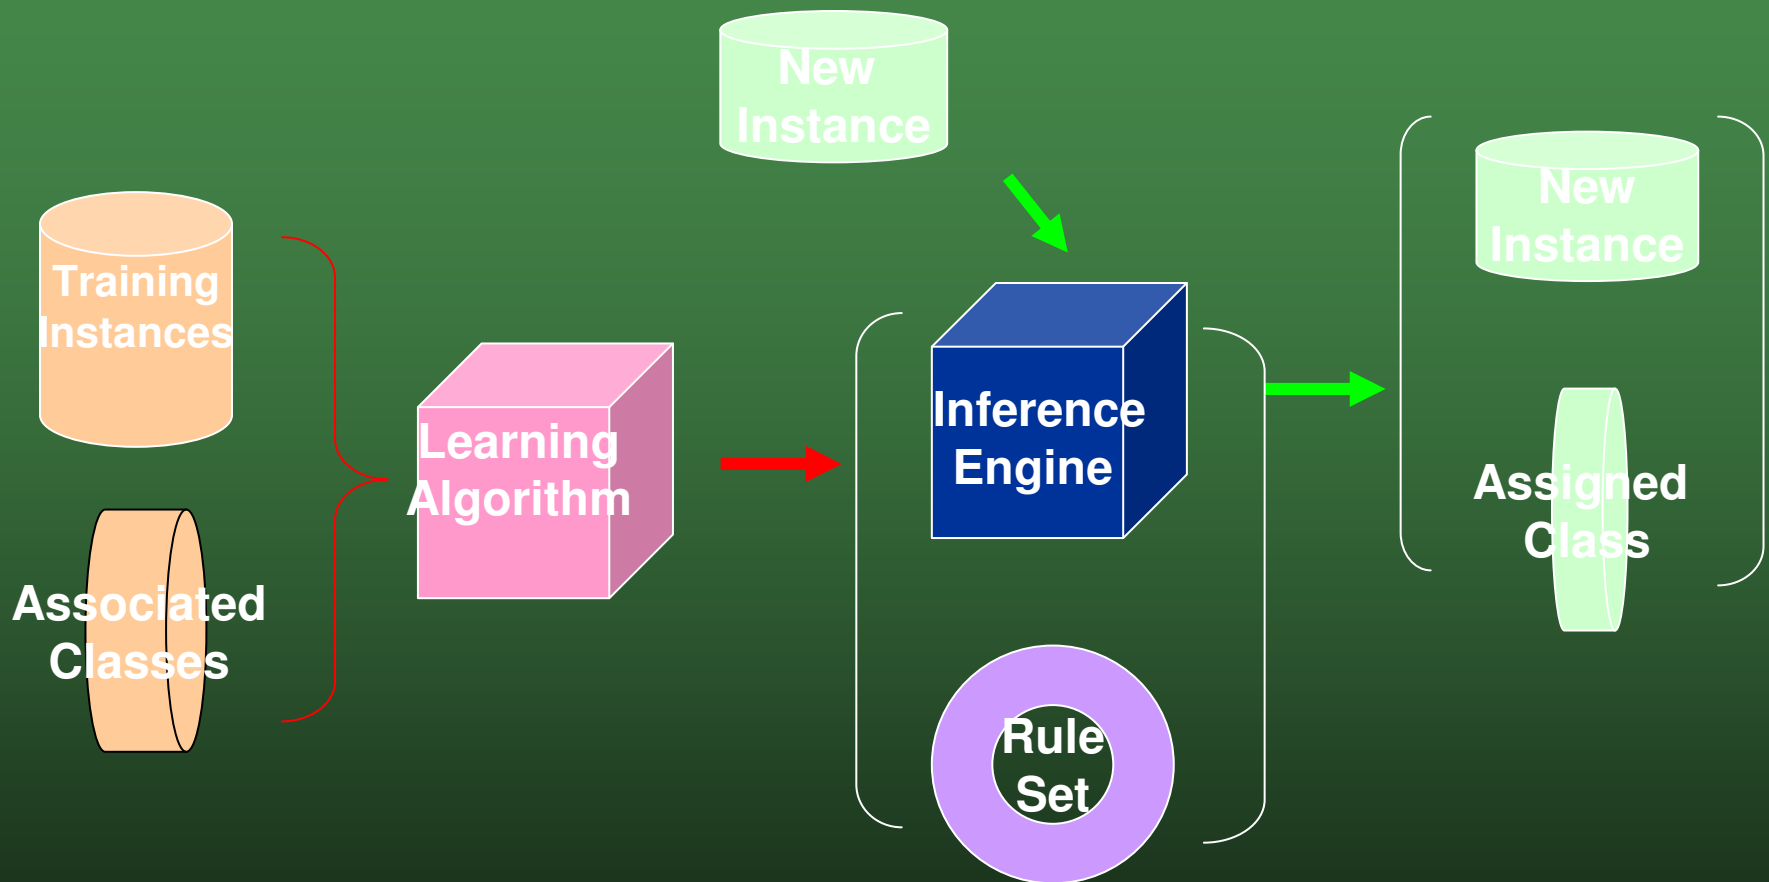 Training
Instances
Associated
Classes
Learning
Algorithm
New
Instance
Inference
Engine
Rule
Set
New
Instance
Assigned
Class